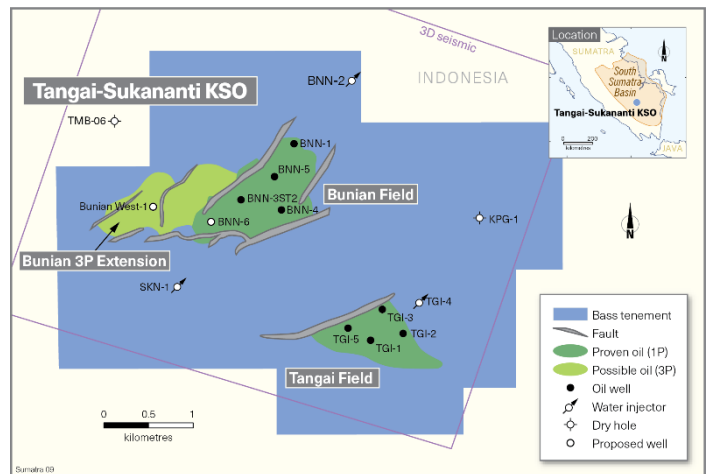 3D seismic
Location
SUMATRA
N
South
Sumatra
Basin
Tangai-Sukananti KSO
0 200
kilometres
JAVA
INDONESIA
BNN-2
Tangai-Sukananti KSO
TMB-06
BNN-1
BNN-5
Bunian Field
BNN-3ST2
BNN-4
Bunian West-1
BNN-6
KPG-1
N
Bunian 3P Extension
SKN-1
TGI-4
TGI-3
TGI-5
TGI-2
TGI-1
Tangai Field
0 0.5 1
kilometres
Bass tenement
Fault
Proven oil (1P)
Possible oil (3P)
Oil well
Water injector
Dry hole
Proposed well
Sumatra 09